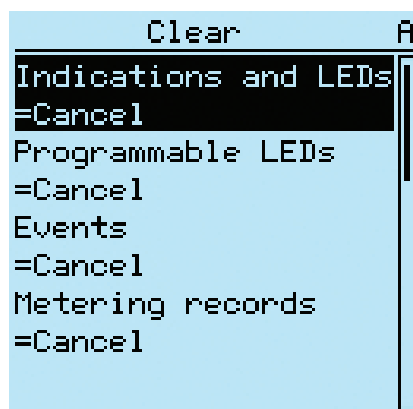 Clear A
Indications and LEDs
=Cancel
Programmable LEDs
=Cancel
Events
=Cancel
Metering records
=Cancel